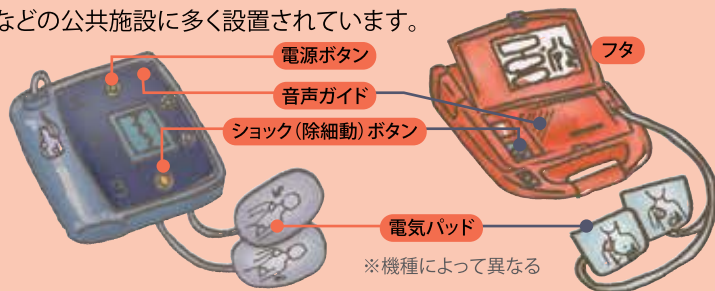 などの公共施設に多く設置されています。
電源ボタン
フタ
音声ガイド
ショック（除細動）ボタン
電気パッド
※機種によって異なる